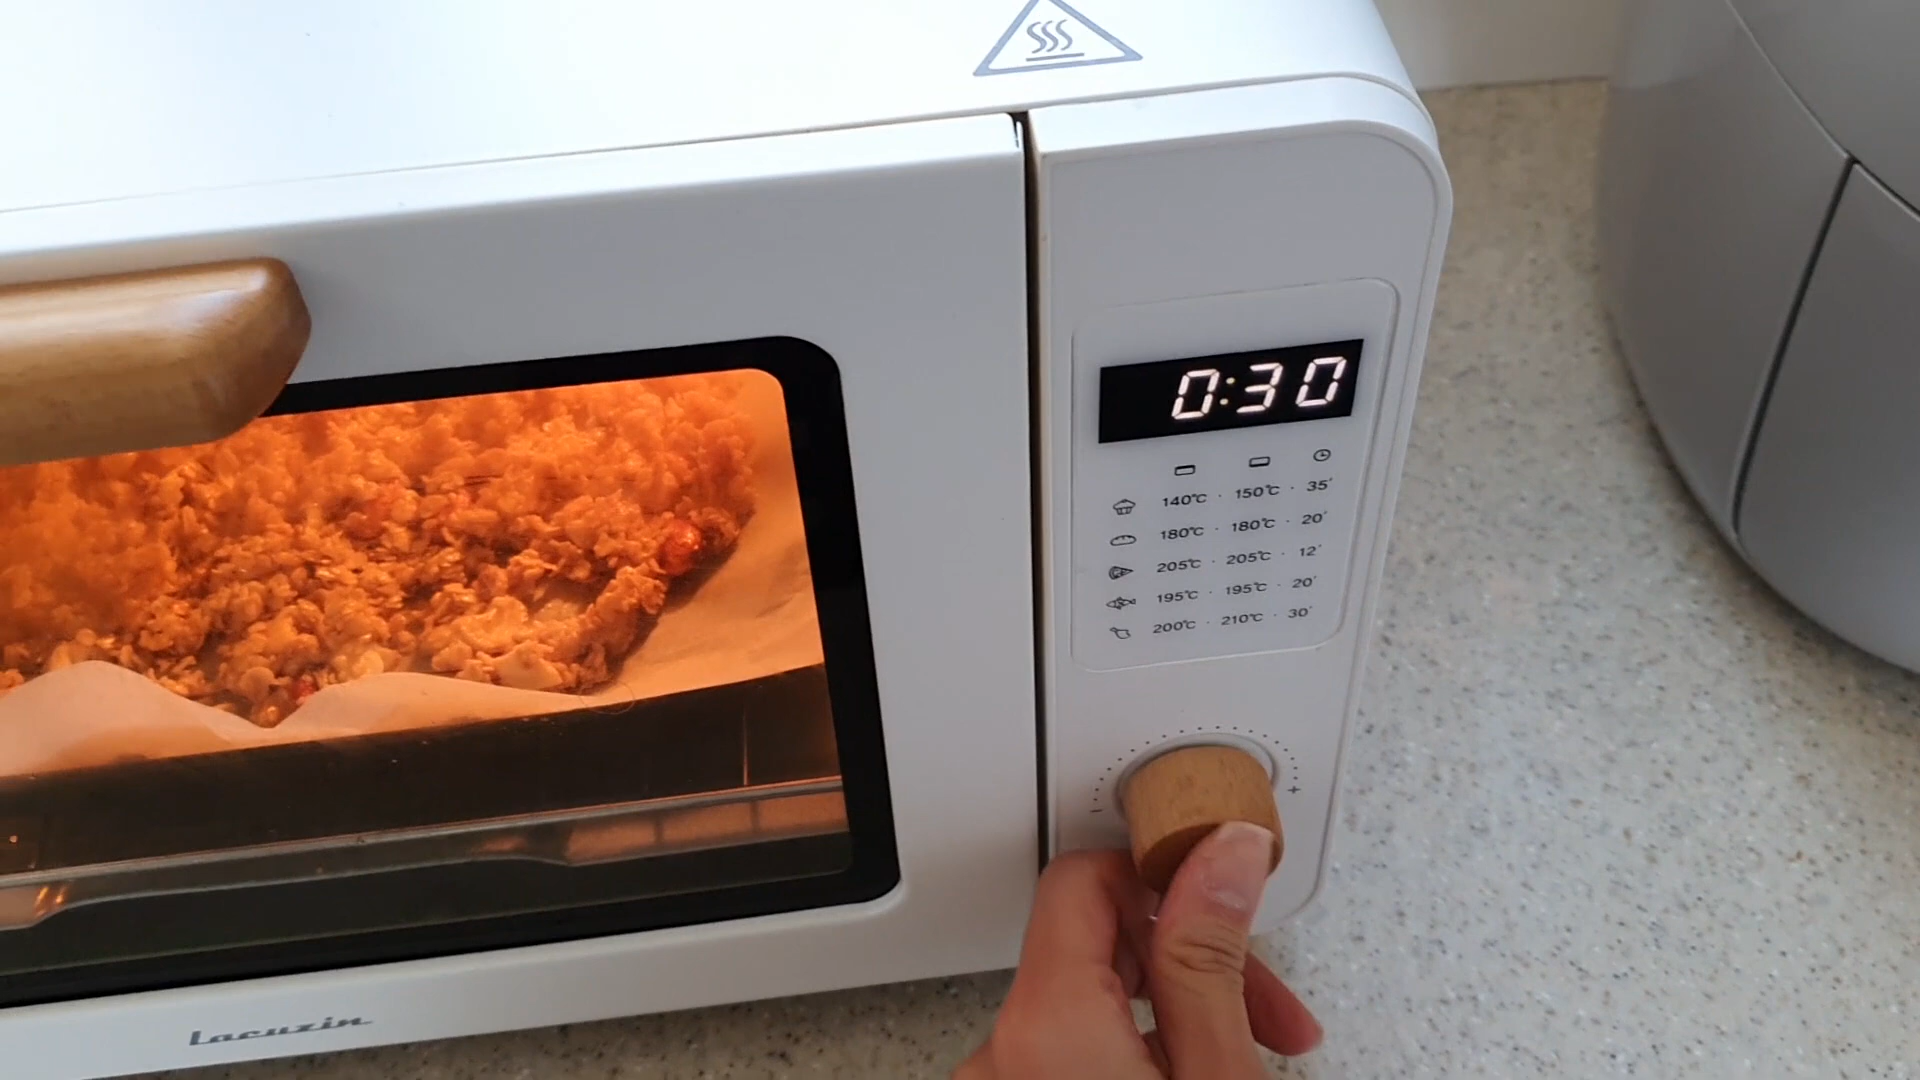 0:30
140℃ · 150℃ · 35'
180℃ · 180℃ · 20'
205℃ · 205℃ · 12'
195℃ · 195℃ · 20'
200℃ · 210℃ · 30'
- +
Lacuzin